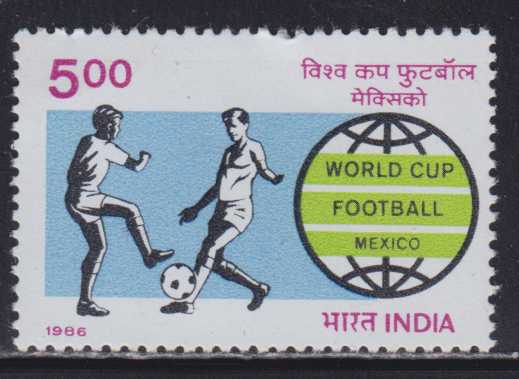 5.00
विश्व कप फुटबॉल
मेक्सिको
WORLD CUP
FOOTBALL
MEXICO
1986
भारत INDIA